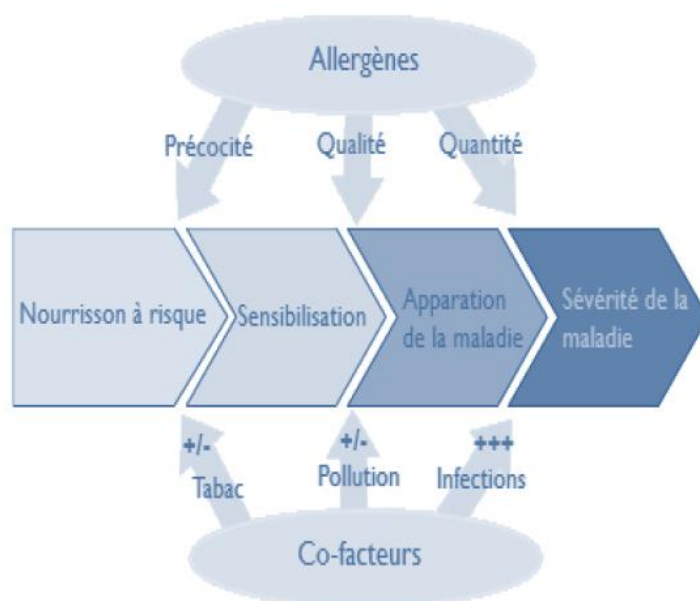 Allergènes
Précocité
Qualité
Quantité
Nourrisson à risque
Sensibilisation
Apparation
de la maladie
Sévérité de la
maladie
+/-
Tabac
+/-
Pollution
+++
Infections
Co-facteurs